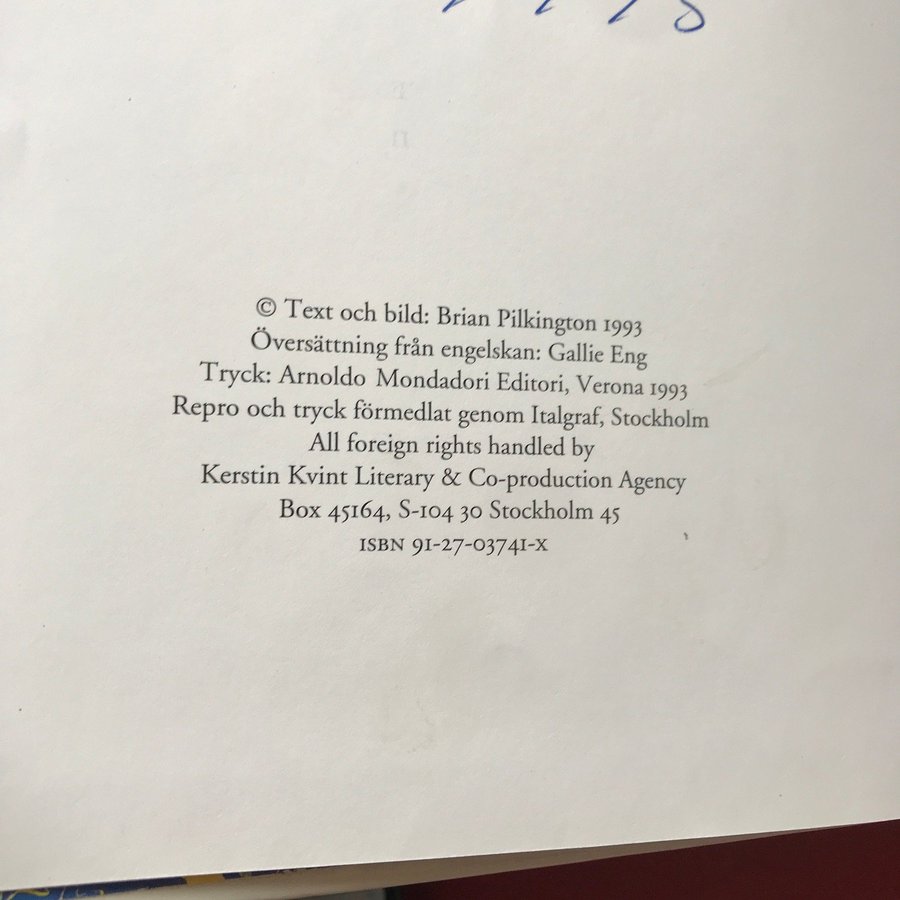 © Text och bild: Brian Pilkington 1993
Översättning från engelskan: Gallie Eng
Tryck: Arnoldo Mondadori Editori, Verona 1993
Repro och tryck förmedlat genom Italgraf, Stockholm
All foreign rights handled by
Kerstin Kvint Literary & Co-production Agency
Box 45164, S-104 30 Stockholm 45
ISBN 91-27-03741-X